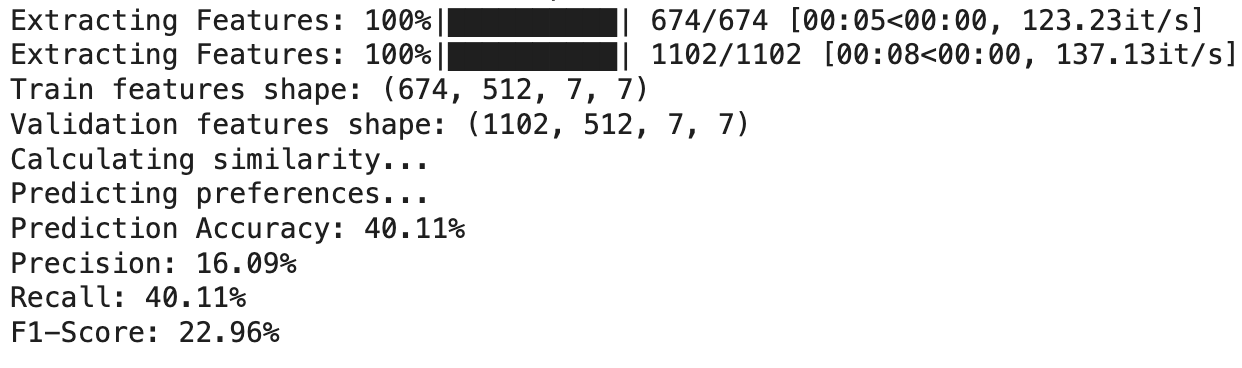 Extracting Features: 100%|██████████| 674/674 [00:05<00:00, 123.23it/s]
Extracting Features: 100%|██████████| 1102/1102 [00:08<00:00, 137.13it/s]
Train features shape: (674, 512, 7, 7)
Validation features shape: (1102, 512, 7, 7)
Calculating similarity...
Predicting preferences...
Prediction Accuracy: 40.11%
Precision: 16.09%
Recall: 40.11%
F1-Score: 22.96%